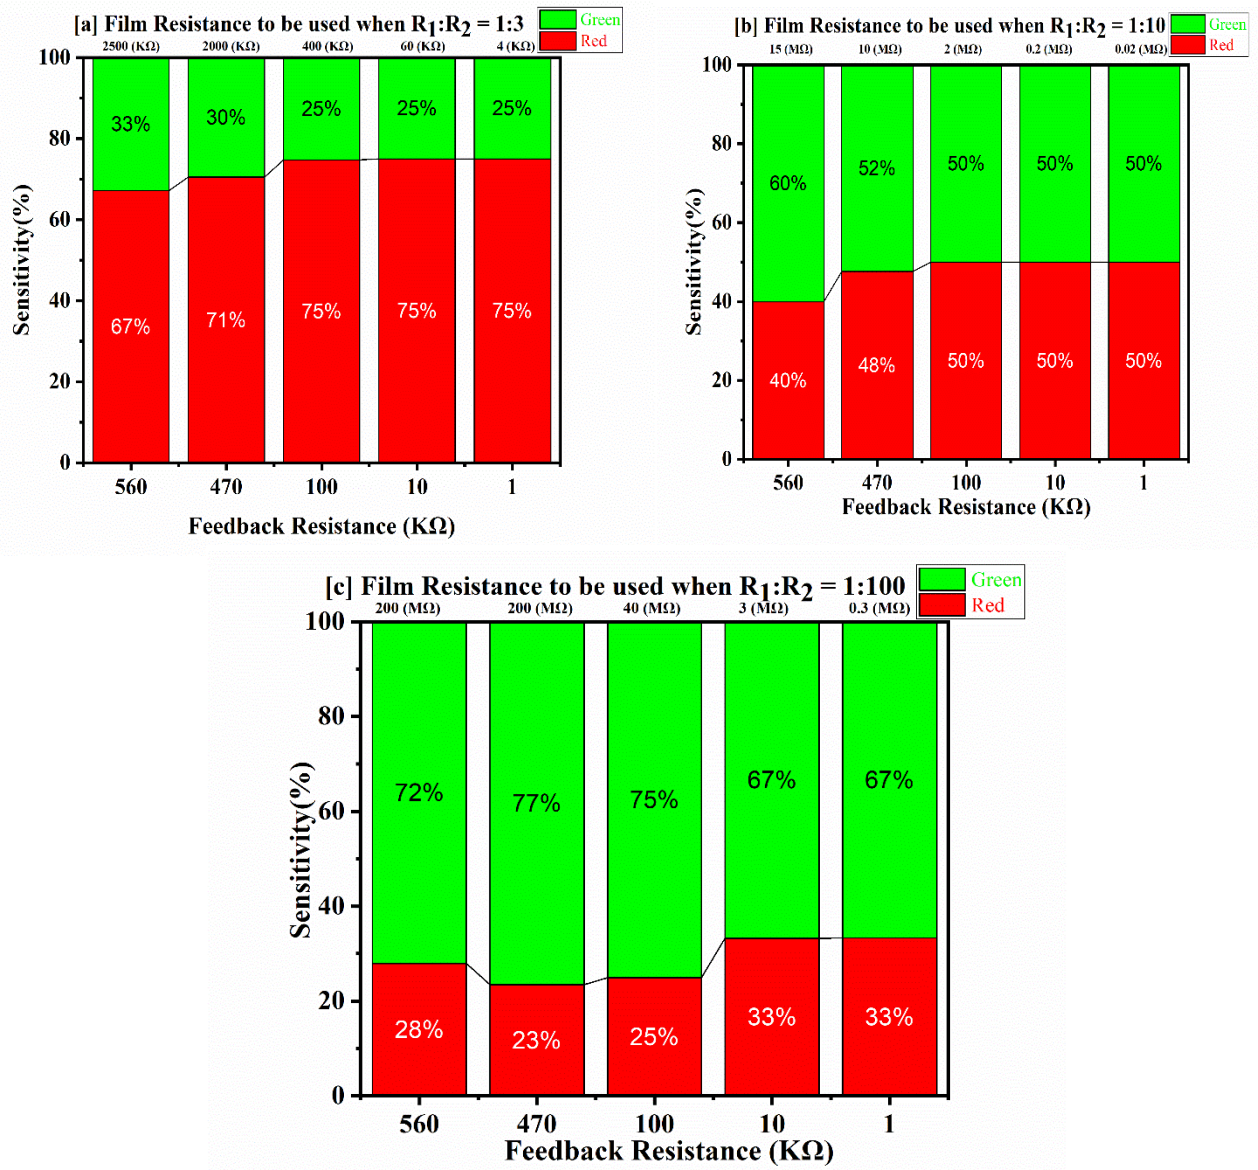 [a] Film Resistance to be used when R1:R2 = 1:3
Green
Red
2500 (KΩ) 2000 (KΩ) 400 (KΩ) 60 (KΩ) 4 (KΩ)
100
80
60
40
20
0
Sensitivity(%)
33% 30% 25% 25% 25%
67% 71% 75% 75% 75%
560 470 100 10 1
Feedback Resistance (KΩ)
[b] Film Resistance to be used when R1:R2 = 1:10
Green
Red
15 (MΩ) 10 (MΩ) 2 (MΩ) 0.2 (MΩ) 0.02 (MΩ)
100
80
60
40
20
0
Sensitivity(%)
60% 52% 50% 50% 50%
40% 48% 50% 50% 50%
560 470 100 10 1
Feedback Resistance (KΩ)
[c] Film Resistance to be used when R1:R2 = 1:100
Green
Red
200 (MΩ) 200 (MΩ) 40 (MΩ) 3 (MΩ) 0.3 (MΩ)
100
80
60
40
20
0
Sensitivity(%)
72% 77% 75% 67% 67%
28% 23% 25% 33% 33%
560 470 100 10 1
Feedback Resistance (KΩ)